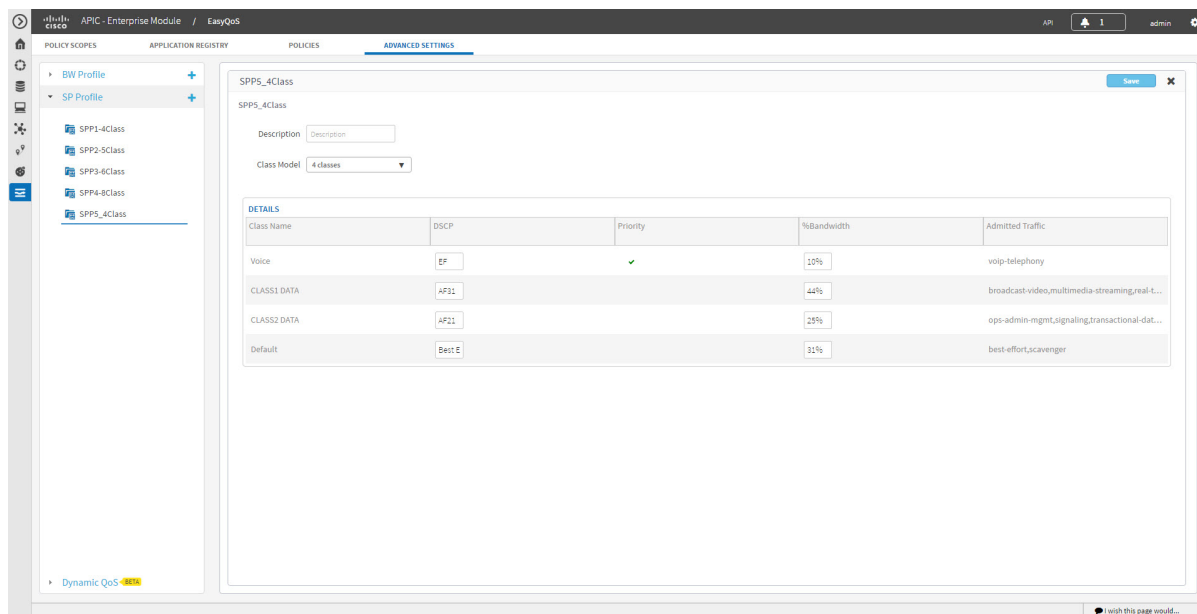 CISCO APIC - Enterprise Module / EasyQoS API 1 admin
POLICY SCOPES APPLICATION REGISTRY POLICIES ADVANCED SETTINGS
BW Profile +
SP Profile +
SPP1-4Class
SPP2-5Class
SPP3-6Class
SPP4-8Class
SPP5_4Class
Dynamic QoS BETA
SPP5_4Class Save
SPP5_4Class
Description Description
Class Model 4 classes
DETAILS
Class Name DSCP Priority %Bandwidth Admitted Traffic
Voice EF 10% voip-telephony
CLASS1 DATA AF31 44% broadcast-video,multimedia-streaming,real-t...
CLASS2 DATA AF21 25% ops-admin-mgmt,signaling,transactional-dat...
Default Best E 31% best-effort,scavenger
I wish this page would...